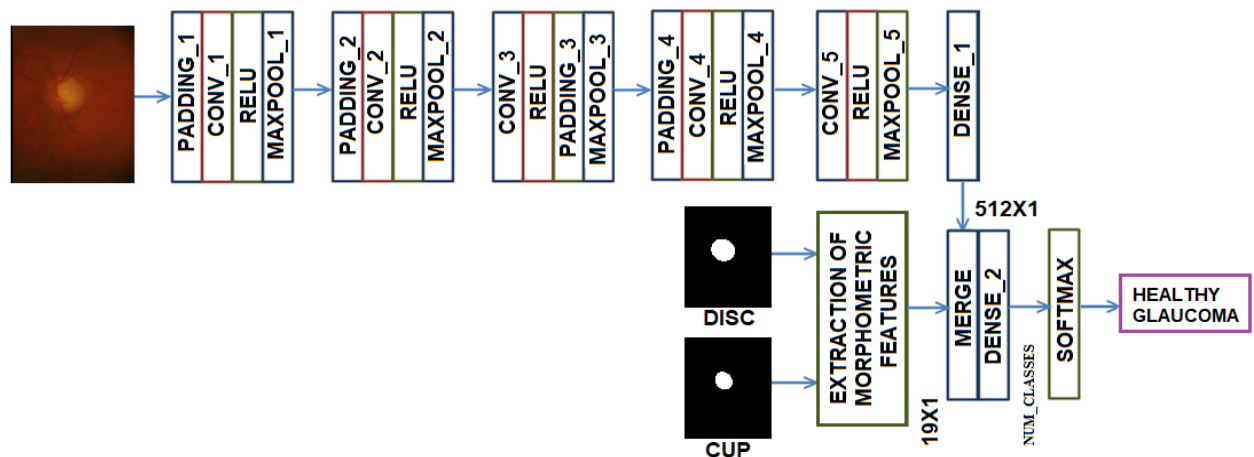 PADDING_1
CONV_1
RELU
MAXPOOL_1
PADDING_2
CONV_2
RELU
MAXPOOL_2
CONV_3
RELU
PADDING_3
MAXPOOL_3
PADDING_4
CONV_4
RELU
MAXPOOL_4
CONV_5
RELU
MAXPOOL_5
DENSE_1
512X1
DISC
CUP
EXTRACTION OF
MORPHOMETRIC
FEATURES
19X1
MERGE
DENSE_2
NUM_CLASSES
SOFTMAX
HEALTHY
GLAUCOMA